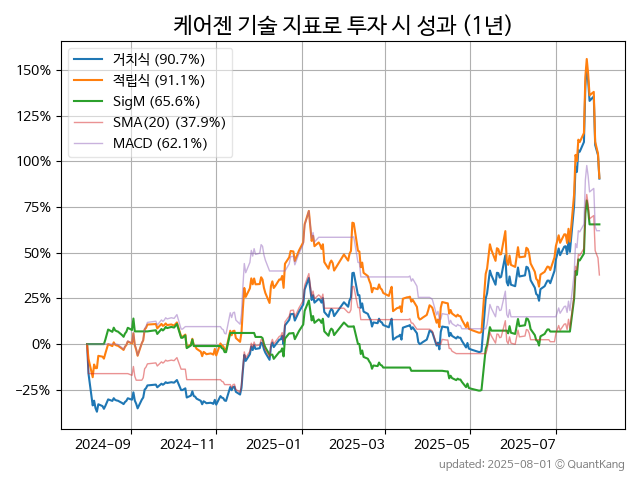 케어젠 기술 지표로 투자 시 성과 (1년)
거치식 (90.7%)
적립식 (91.1%)
SigM (65.6%)
SMA(20) (37.9%)
MACD (62.1%)
150%
125%
100%
75%
50%
25%
0%
−25%
2024-09 2024-11 2025-01 2025-03 2025-05 2025-07
updated: 2025-08-01 © QuantKang